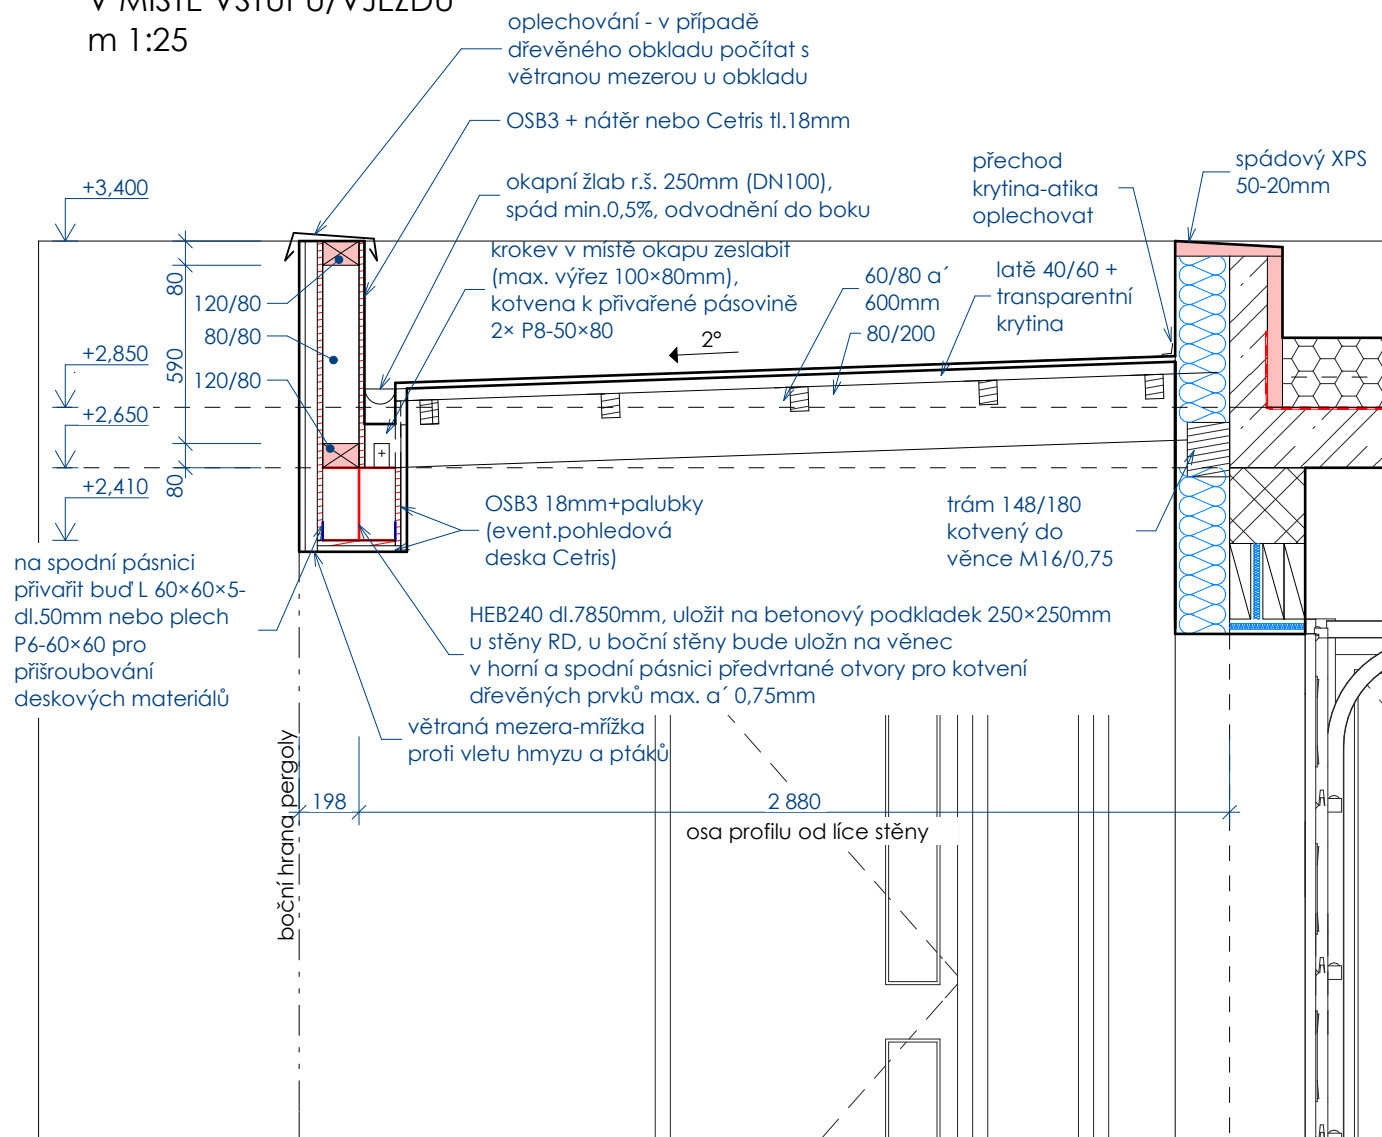 V MÍSTĚ VSTUPU/VJEZDU
m 1:25
oplechování - v případě
dřevěného obkladu počítat s
větranou mezerou u obkladu
OSB3 + nátěr nebo Cetris tl.18mm
okapní žlab r.š. 250mm (DN100),
spád min.0,5%, odvodnění do boku
krokev v místě okapu zeslabit
(max. výřez 100×80mm),
kotvena k přivařené pásovině
2× P8-50×80
60/80 a´
600mm
80/200
latě 40/60 +
transparentní
krytina
přechod
krytina-atika
oplechovat
spádový XPS
50-20mm
+3,400
+2,850
+2,650
+2,410
80
590
80
120/80
80/80
120/80
2°
OSB3 18mm+palubky
(event.pohledová
deska Cetris)
trám 148/180
kotvený do
věnce M16/0,75
na spodní pásnici
přivařit buď L 60×60×5-
dl.50mm nebo plech
P6-60×60 pro
přišroubování
deskových materiálů
HEB240 dl.7850mm, uložit na betonový podkladek 250×250mm
u stěny RD, u boční stěny bude uložn na věnec
v horní a spodní pásnici předvrtané otvory pro kotvení
dřevěných prvků max. a´ 0,75mm
větraná mezera-mřížka
proti vletu hmyzu a ptáků
boční hrana pergoly
198
2 880
osa profilu od líce stěny